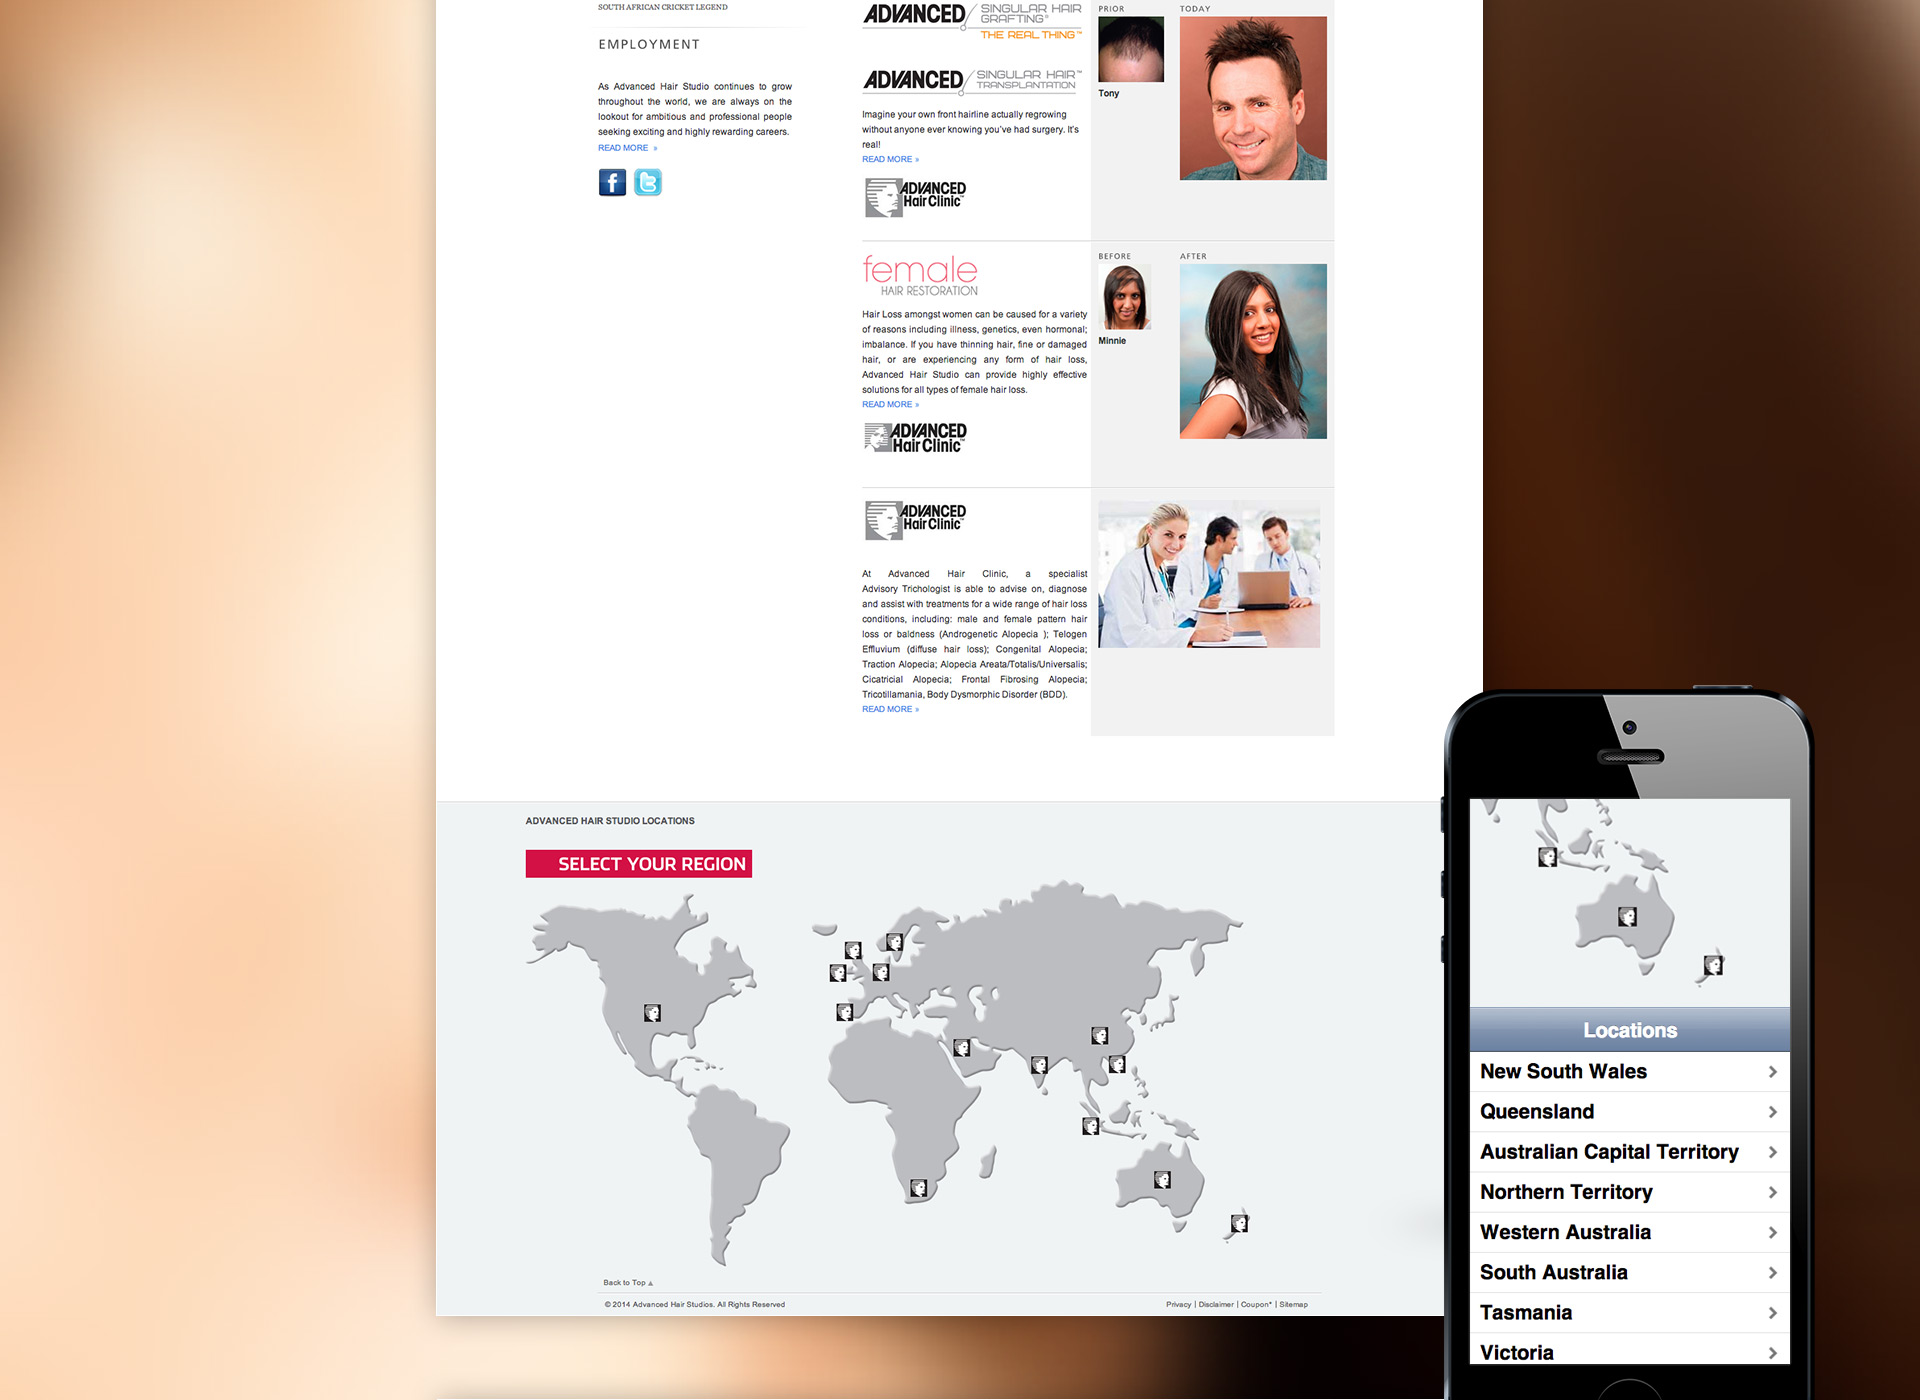 SOUTH AFRICAN CRICKET LEGEND
EMPLOYMENT
As Advanced Hair Studio continues to grow
throughout the world, we are always on the
lookout for ambitious and professional people
seeking exciting and highly rewarding careers.
READ MORE »
ADVANCED SINGULAR HAIR
GRAFTING®
THE REAL THING™
ADVANCED SINGULAR HAIR™
TRANSPLANTATION
Imagine your own front hairline actually regrowing
without anyone ever knowing you've had surgery. It's
real!
READ MORE »
ADVANCED
Hair Clinic™
PRIOR
TODAY
Tony
female
HAIR RESTORATION
Hair Loss amongst women can be caused for a variety
of reasons including illness, genetics, even hormonal;
imbalance. If you have thinning hair, fine or damaged
hair, or are experiencing any form of hair loss,
Advanced Hair Studio can provide highly effective
solutions for all types of female hair loss.
READ MORE »
ADVANCED
Hair Clinic™
BEFORE
AFTER
Minnie
ADVANCED
Hair Clinic™
At Advanced Hair Clinic, a specialist
Advisory Trichologist is able to advise on, diagnose
and assist with treatments for a wide range of hair loss
conditions, including: male and female pattern hair
loss or baldness (Androgenetic Alopecia ); Telogen
Effluvium (diffuse hair loss); Congenital Alopecia;
Traction Alopecia; Alopecia Areata/Totalis/Universalis;
Cicatricial Alopecia; Frontal Fibrosing Alopecia;
Tricotillamania, Body Dysmorphic Disorder (BDD).
READ MORE »
ADVANCED HAIR STUDIO LOCATIONS
SELECT YOUR REGION
Back to Top ▲
© 2014 Advanced Hair Studios. All Rights Reserved
Privacy | Disclaimer | Coupon* | Sitemap
Locations
New South Wales
Queensland
Australian Capital Territory
Northern Territory
Western Australia
South Australia
Tasmania
Victoria